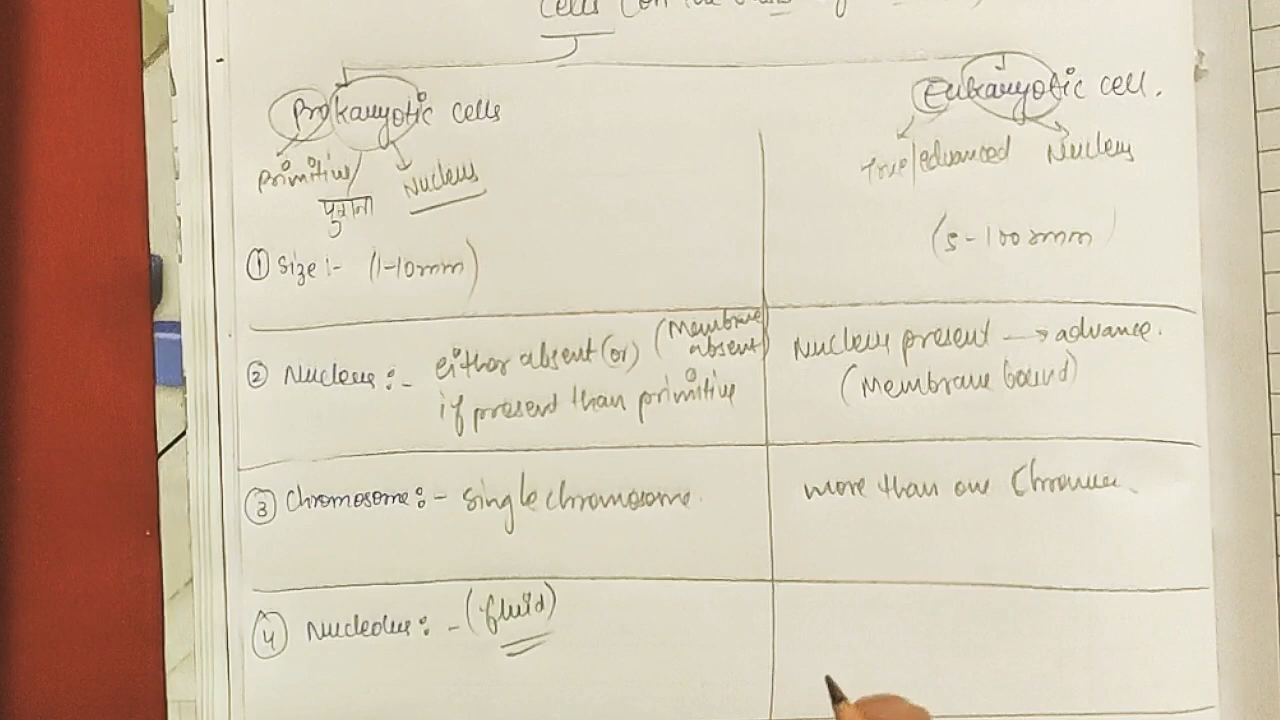 Cells
Prokaryotic cells
Eukaryotic cell.
Primitive/
पुराना
Nucleus
True/advanced
Nucleus
① Size :- (1-10mm)
(5-100mm)
② Nucleus :- either absent (or) (Membrane absent)
if present than primitive
Nucleus present → advance.
(Membrane bound)
③ Chromosome :- Single chromosome.
more than one
④ Nucleolus :- (fluid)